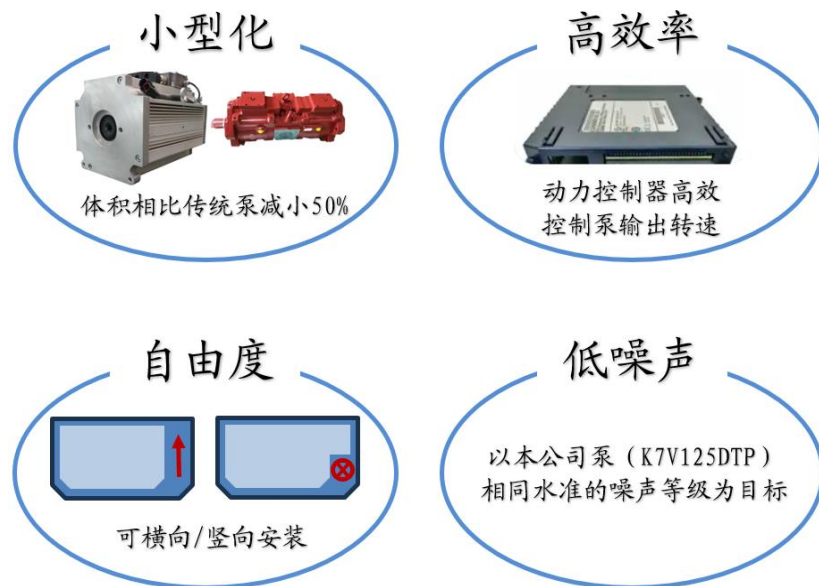 小型化
体积相比传统泵减小50%
高效率
动力控制器高效
控制泵输出转速
自由度
可横向/竖向安装
低噪声
以本公司泵（K7V125DTP）
相同水准的噪声等级为目标